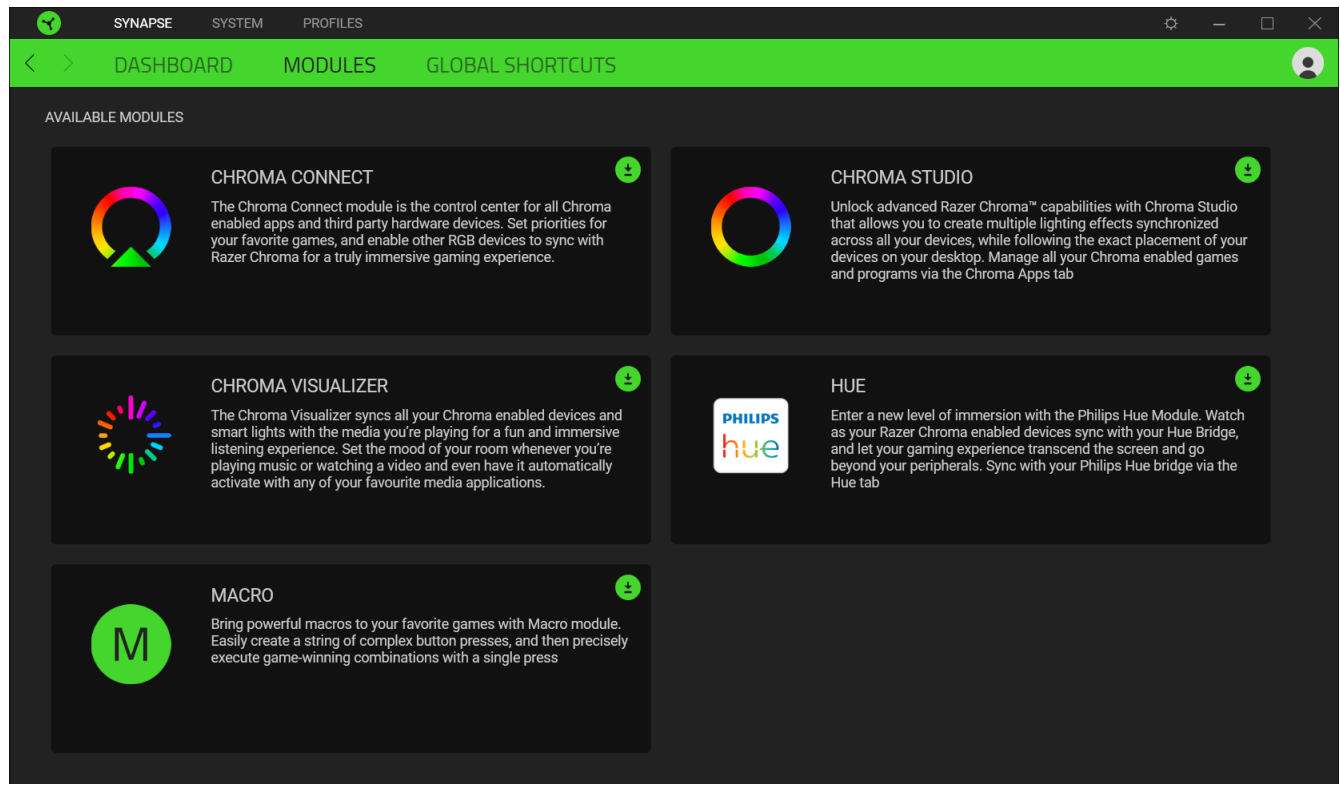 SYNAPSE SYSTEM PROFILES
DASHBOARD MODULES GLOBAL SHORTCUTS
AVAILABLE MODULES
CHROMA CONNECT
The Chroma Connect module is the control center for all Chroma
enabled apps and third party hardware devices. Set priorities for
your favorite games, and enable other RGB devices to sync with
Razer Chroma for a truly immersive gaming experience.
CHROMA STUDIO
Unlock advanced Razer Chroma™ capabilities with Chroma Studio
that allows you to create multiple lighting effects synchronized
across all your devices, while following the exact placement of your
devices on your desktop. Manage all your Chroma enabled games
and programs via the Chroma Apps tab
CHROMA VISUALIZER
The Chroma Visualizer syncs all your Chroma enabled devices and
smart lights with the media you're playing for a fun and immersive
listening experience. Set the mood of your room whenever you're
playing music or watching a video and even have it automatically
activate with any of your favourite media applications.
PHILIPS
hue
HUE
Enter a new level of immersion with the Philips Hue Module. Watch
as your Razer Chroma enabled devices sync with your Hue Bridge,
and let your gaming experience transcend the screen and go
beyond your peripherals. Sync with your Philips Hue bridge via the
Hue tab
M
MACRO
Bring powerful macros to your favorite games with Macro module.
Easily create a string of complex button presses, and then precisely
execute game-winning combinations with a single press